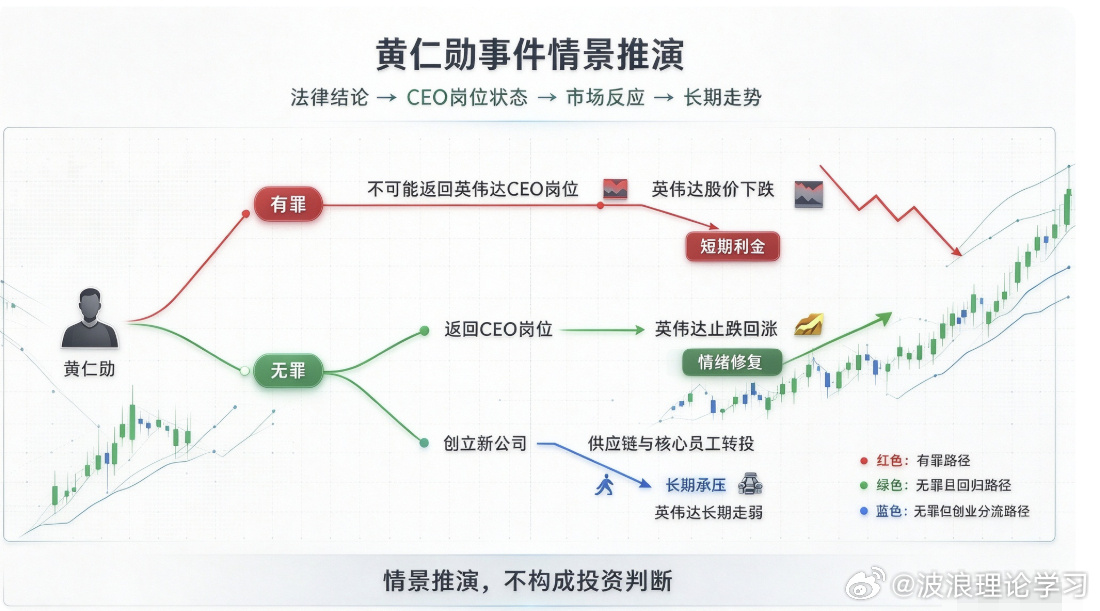 黄仁勋事件情景推演
法律结论 → CEO岗位状态 → 市场反应 → 长期走势
有罪
不可能返回英伟达CEO岗位
英伟达股价下跌
短期利金
黄仁勋
无罪
返回CEO岗位
英伟达止跌回涨
情绪修复
创立新公司
供应链与核心员工转投
长期承压
英伟达长期走弱
红色：有罪路径
绿色：无罪且回归路径
蓝色：无罪但创业分流路径
情景推演，不构成投资判断
@波浪理论学习